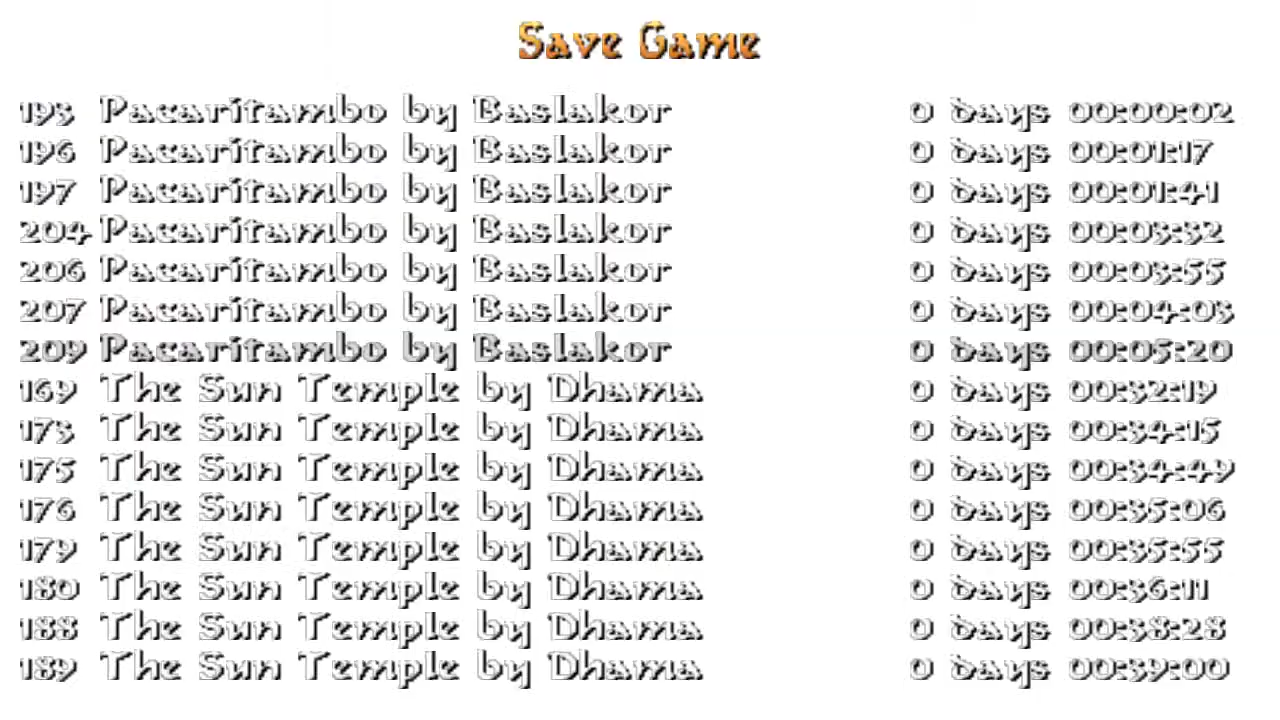 Save Game
193 Pacaritambo by Baslakor 0 days 00:00:02
196 Pacaritambo by Baslakor 0 days 00:01:17
197 Pacaritambo by Baslakor 0 days 00:01:41
204 Pacaritambo by Baslakor 0 days 00:03:32
206 Pacaritambo by Baslakor 0 days 00:03:55
207 Pacaritambo by Baslakor 0 days 00:04:03
209 Pacaritambo by Baslakor 0 days 00:05:20
169 The Sun Temple by Dhama 0 days 00:32:19
173 The Sun Temple by Dhama 0 days 00:34:15
175 The Sun Temple by Dhama 0 days 00:34:49
176 The Sun Temple by Dhama 0 days 00:35:06
179 The Sun Temple by Dhama 0 days 00:35:55
180 The Sun Temple by Dhama 0 days 00:36:11
188 The Sun Temple by Dhama 0 days 00:38:28
189 The Sun Temple by Dhama 0 days 00:39:00